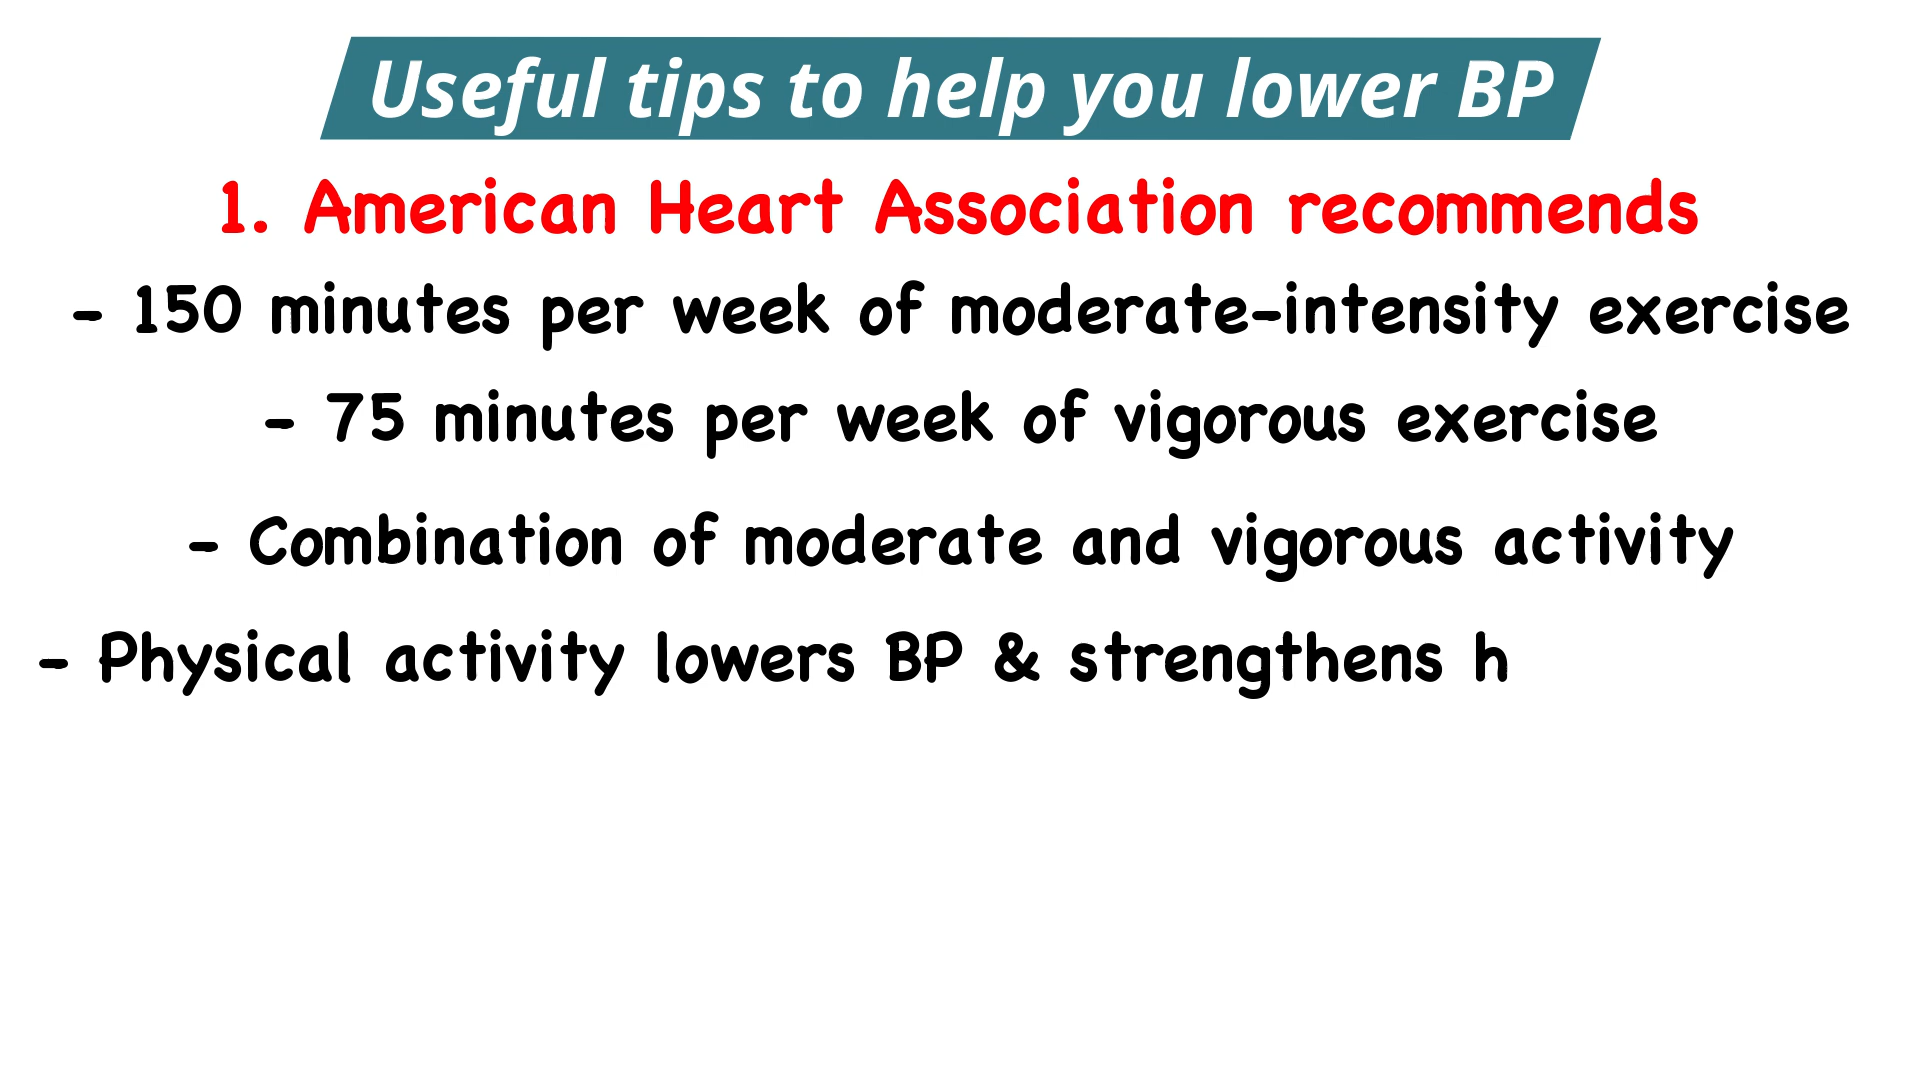 Useful tips to help you lower BP
1. American Heart Association recommends
- 150 minutes per week of moderate-intensity exercise
- 75 minutes per week of vigorous exercise
- Combination of moderate and vigorous activity
- Physical activity lowers BP & strengthens h